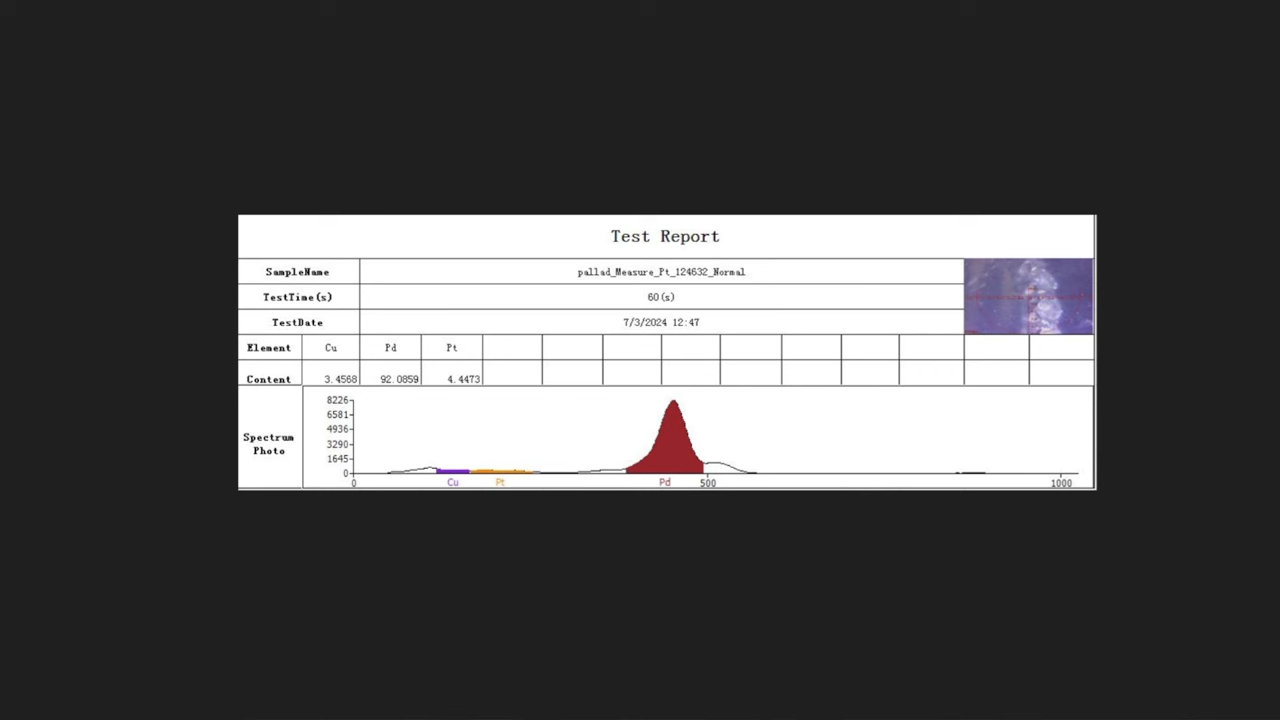 Test Report
SampleName pallad_Measure_Pt_124632_Normal
TestTime(s) 60(s)
TestDate 7/3/2024 12:47
Element Cu Pd Pt
Content 3.4568 92.0859 4.4473
Spectrum Photo
8226
6581
4936
3290
1645
0
0 Cu Pt Pd 500 1000